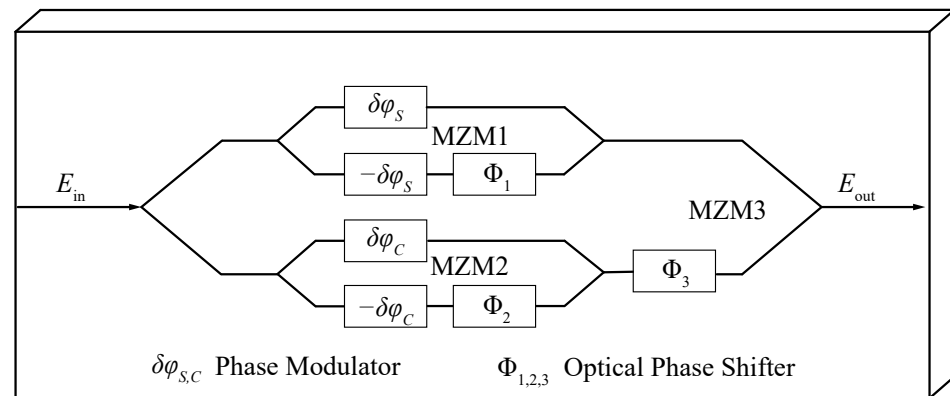 δφ_S
MZM1
−δφ_S Φ_1
E_in E_out
MZM3
δφ_C
MZM2 Φ_3
−δφ_C Φ_2
δφ_S,C Phase Modulator Φ_1,2,3 Optical Phase Shifter